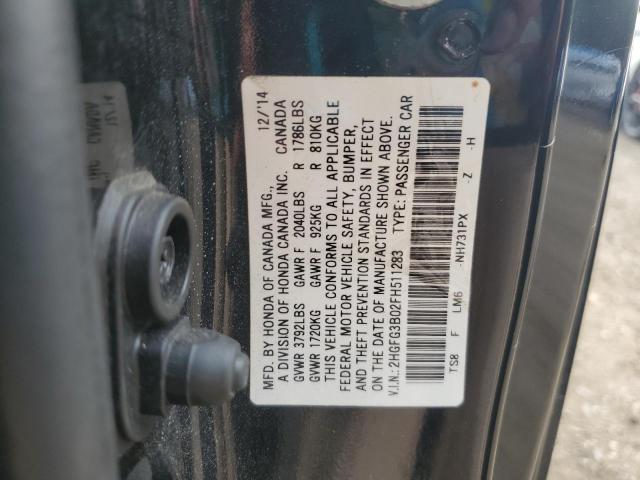 MFD. BY HONDA OF CANADA MFG., 12/'14
A DIVISION OF HONDA CANADA INC. CANADA
GVWR 3792LBS GAWR F 2040LBS R 1786LBS
GVWR 1720KG GAWR F 925KG R 810KG
THIS VEHICLE CONFORMS TO ALL APPLICABLE
FEDERAL MOTOR VEHICLE SAFETY, BUMPER,
AND THEFT PREVENTION STANDARDS IN EFFECT
ON THE DATE OF MANUFACTURE SHOWN ABOVE.
V.I.N.: 2HGFG3B02FH511283 TYPE: PASSENGER CAR
TS8 F LM6 -NH731PX -Z -H